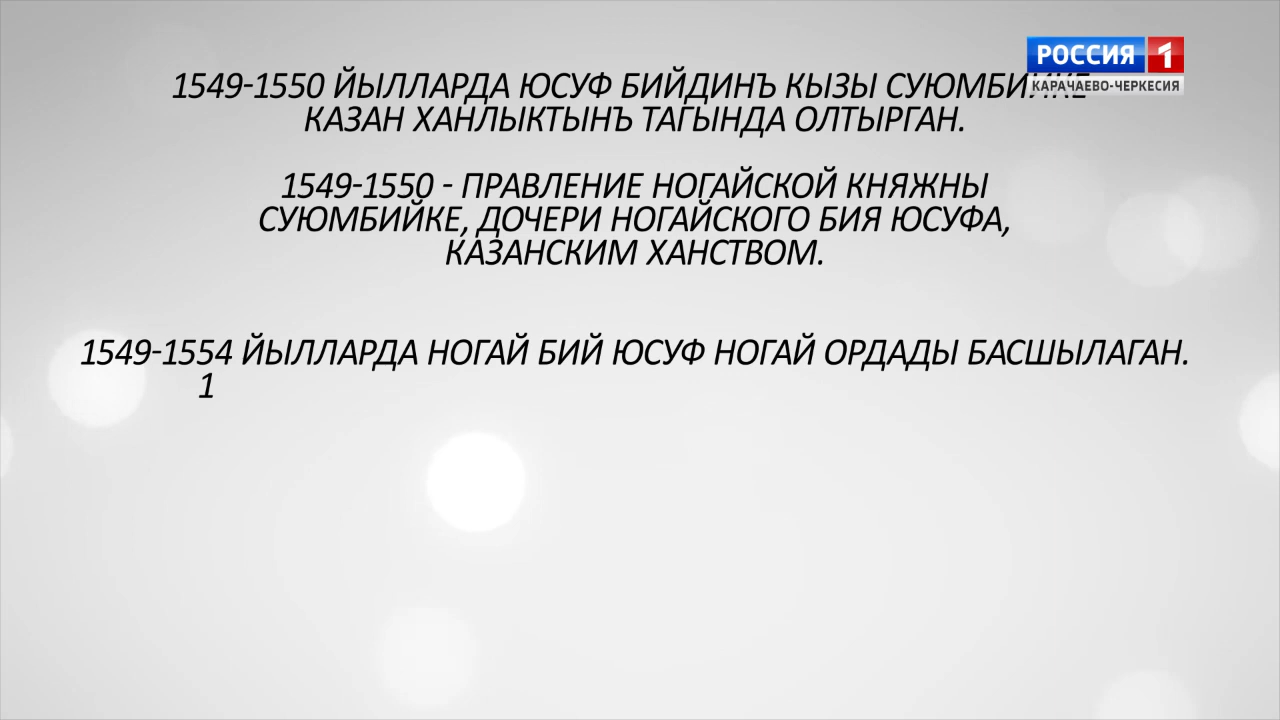 РОССИЯ 1
КАРАЧАЕВО-ЧЕРКЕСИЯ
1549-1550 ЙЫЛЛАРДА ЮСУФ БИЙДИНЪ КЫЗЫ СУЮМБИЙКЕ
КАЗАН ХАНЛЫКТЫНЪ ТАГЫНДА ОЛТЫРГАН.
1549-1550 - ПРАВЛЕНИЕ НОГАЙСКОЙ КНЯЖНЫ
СУЮМБИЙКЕ, ДОЧЕРИ НОГАЙСКОГО БИЯ ЮСУФА,
КАЗАНСКИМ ХАНСТВОМ.
1549-1554 ЙЫЛЛАРДА НОГАЙ БИЙ ЮСУФ НОГАЙ ОРДАДЫ БАСШЫЛАГАН.
1